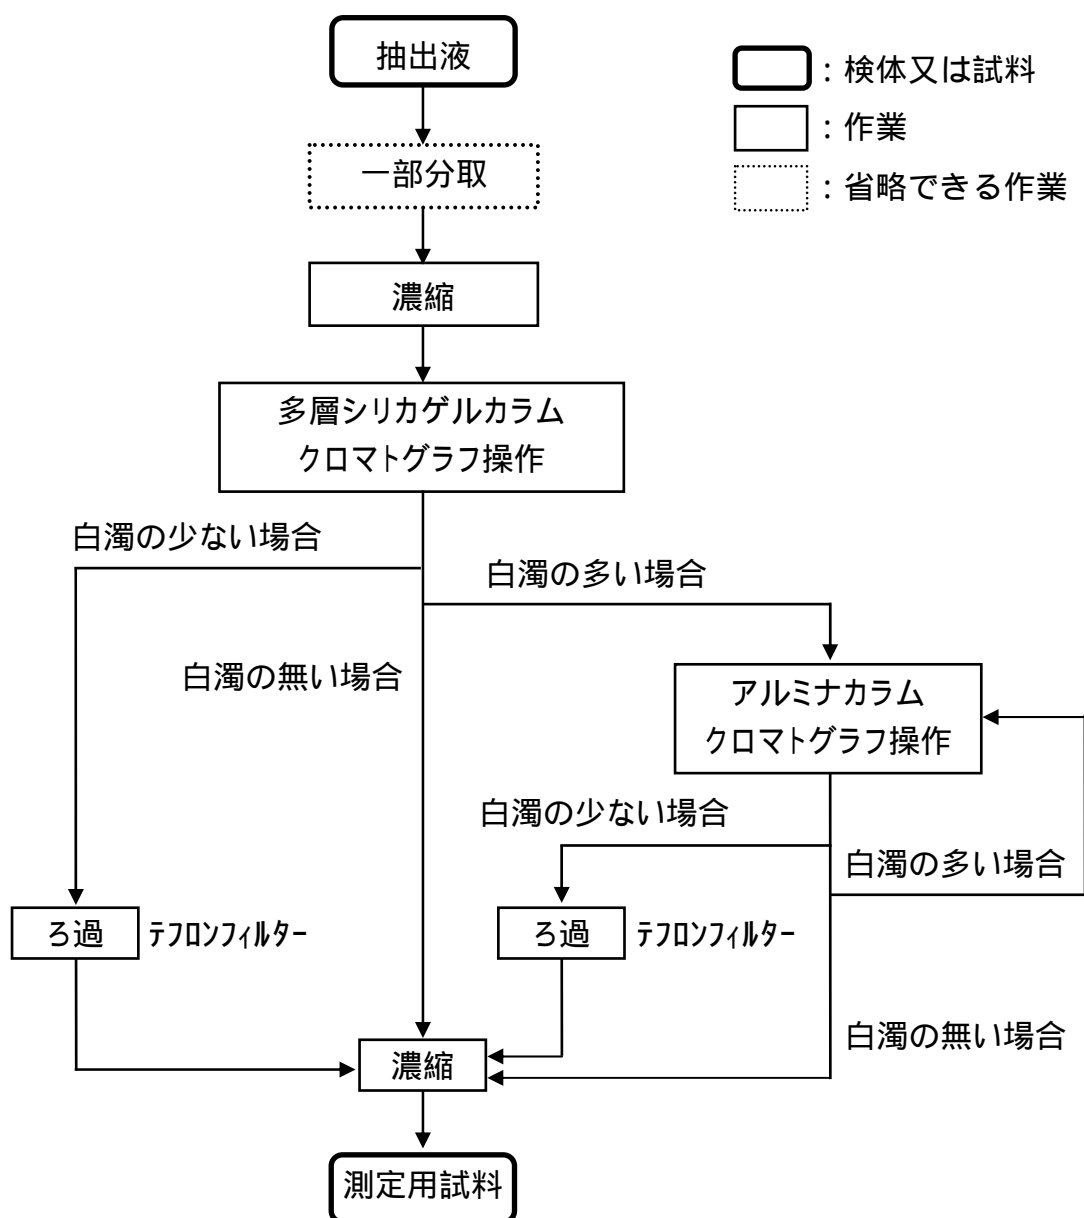 抽出液
：検体又は試料
：作業
：省略できる作業
一部分取
濃縮
多層シリカゲルカラム
クロマトグラフ操作
白濁の少ない場合
白濁の多い場合
白濁の無い場合
アルミナカラム
クロマトグラフ操作
白濁の少ない場合
白濁の多い場合
ろ過
ﾃﾌﾛﾝﾌｨﾙﾀｰ
ろ過
ﾃﾌﾛﾝﾌｨﾙﾀｰ
白濁の無い場合
濃縮
測定用試料